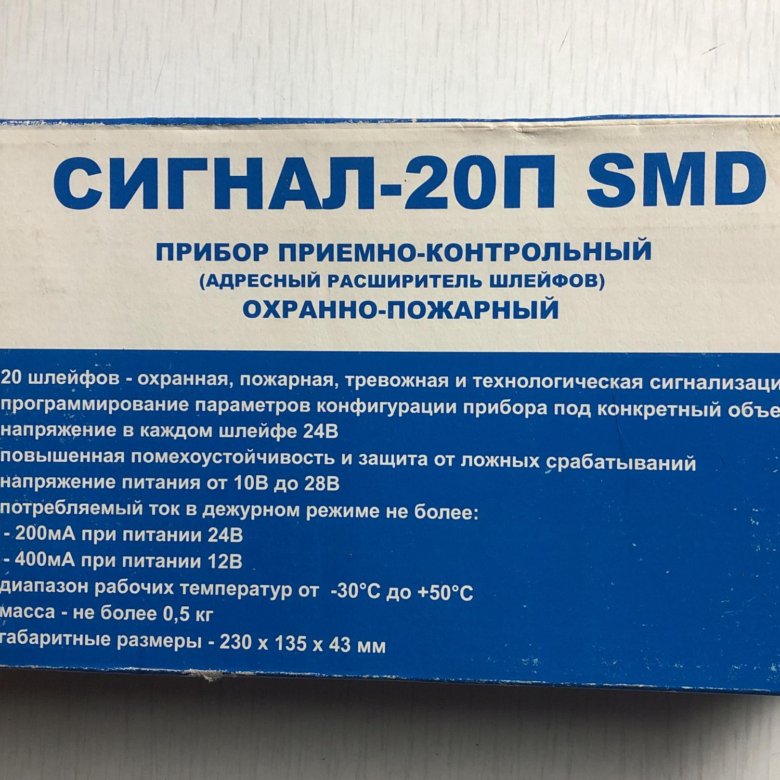 СИГНАЛ-20П SMD
ПРИБОР ПРИЕМНО-КОНТРОЛЬНЫЙ
(АДРЕСНЫЙ РАСШИРИТЕЛЬ ШЛЕЙФОВ)
ОХРАННО-ПОЖАРНЫЙ
20 шлейфов - охранная, пожарная, тревожная и технологическая сигнализаци
программирование параметров конфигурации прибора под конкретный объе
напряжение в каждом шлейфе 24В
повышенная помехоустойчивость и защита от ложных срабатываний
напряжение питания от 10В до 28В
потребляемый ток в дежурном режиме не более:
- 200мА при питании 24В
- 400мА при питании 12В
диапазон рабочих температур от -30°С до +50°С
масса - не более 0,5 кг
габаритные размеры - 230 х 135 х 43 мм